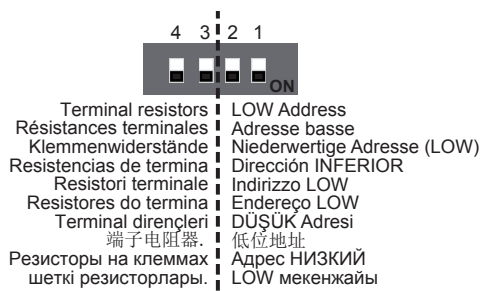 4 3 2 1
ON
Terminal resistors
Résistances terminales
Klemmenwiderstände
Resistencias de termina
Resistori terminale
Resistores do termina
Terminal dirençleri
端子电阻器.
Резисторы на клеммах
шеткі резисторлары.
LOW Address
Adresse basse
Niederwertige Adresse (LOW)
Dirección INFERIOR
Indirizzo LOW
Endereço LOW
DÜŞÜK Adresi
低位地址
Адрес НИЗКИЙ
LOW мекенжайы